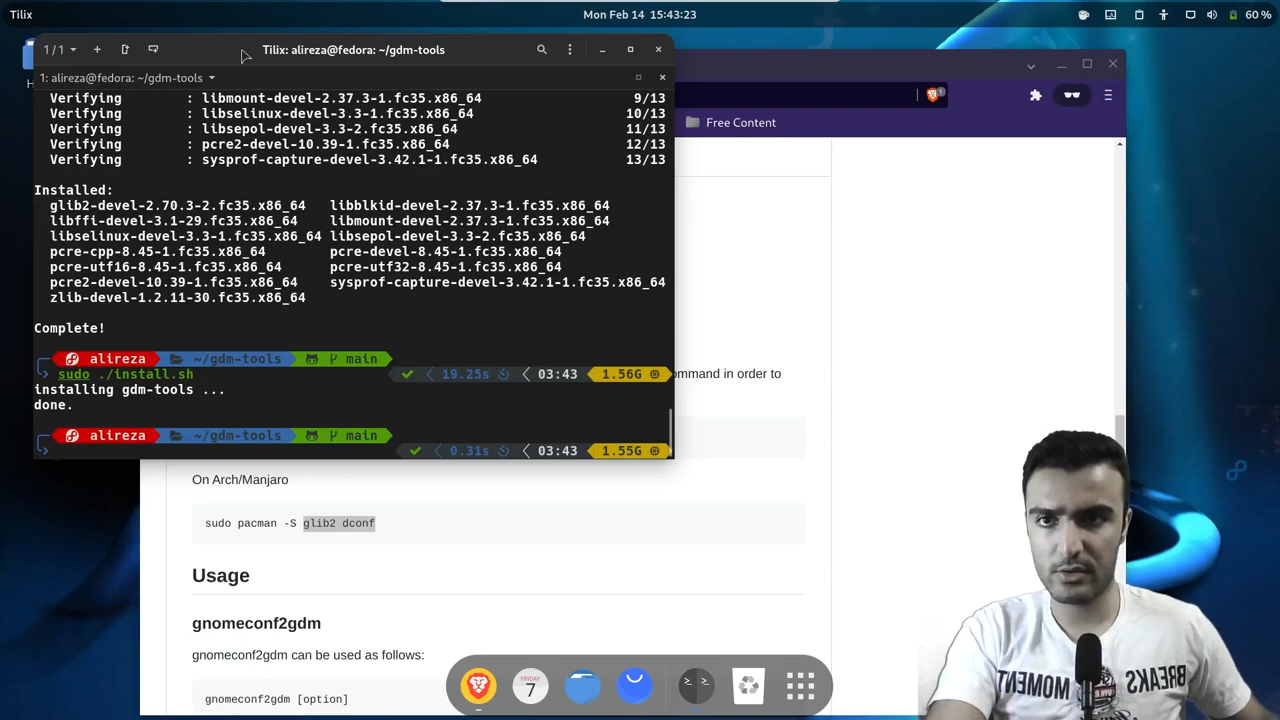 Tilix
Mon Feb 14 15:43:23
60 %
1 / 1
Tilix: alireza@fedora: ~/gdm-tools
1: alireza@fedora: ~/gdm-tools
Verifying : libmount-devel-2.37.3-1.fc35.x86_64 9/13
Verifying : libselinux-devel-3.3-1.fc35.x86_64 10/13
Verifying : libsepol-devel-3.3-2.fc35.x86_64 11/13
Verifying : pcre2-devel-10.39-1.fc35.x86_64 12/13
Verifying : sysprof-capture-devel-3.42.1-1.fc35.x86_64 13/13
Installed:
glib2-devel-2.70.3-2.fc35.x86_64 libblkid-devel-2.37.3-1.fc35.x86_64
libffi-devel-3.1-29.fc35.x86_64 libmount-devel-2.37.3-1.fc35.x86_64
libselinux-devel-3.3-1.fc35.x86_64 libsepol-devel-3.3-2.fc35.x86_64
pcre-cpp-8.45-1.fc35.x86_64 pcre-devel-8.45-1.fc35.x86_64
pcre-utf16-8.45-1.fc35.x86_64 pcre-utf32-8.45-1.fc35.x86_64
pcre2-devel-10.39-1.fc35.x86_64 sysprof-capture-devel-3.42.1-1.fc35.x86_64
zlib-devel-1.2.11-30.fc35.x86_64
Complete!
alireza ~/gdm-tools main
sudo ./install.sh 19.25s 03:43 1.56G
installing gdm-tools ...
done.
alireza ~/gdm-tools main
0.31s 03:43 1.55G
1
Free Content
ommand in order to
On Arch/Manjaro
sudo pacman -S glib2 dconf
Usage
gnomeconf2gdm
gnomeconf2gdm can be used as follows:
gnomeconf2gdm [option]
FRIDAY
7
BREAKS
MOMENT